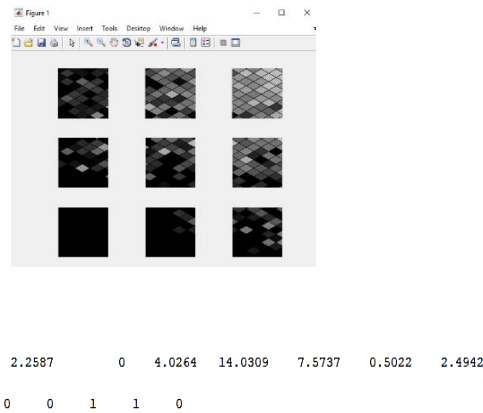 Figure 1
File Edit View Insert Tools Desktop Window Help
2.2587 0 4.0264 14.0309 7.5737 0.5022 2.4942
0 0 1 1 0